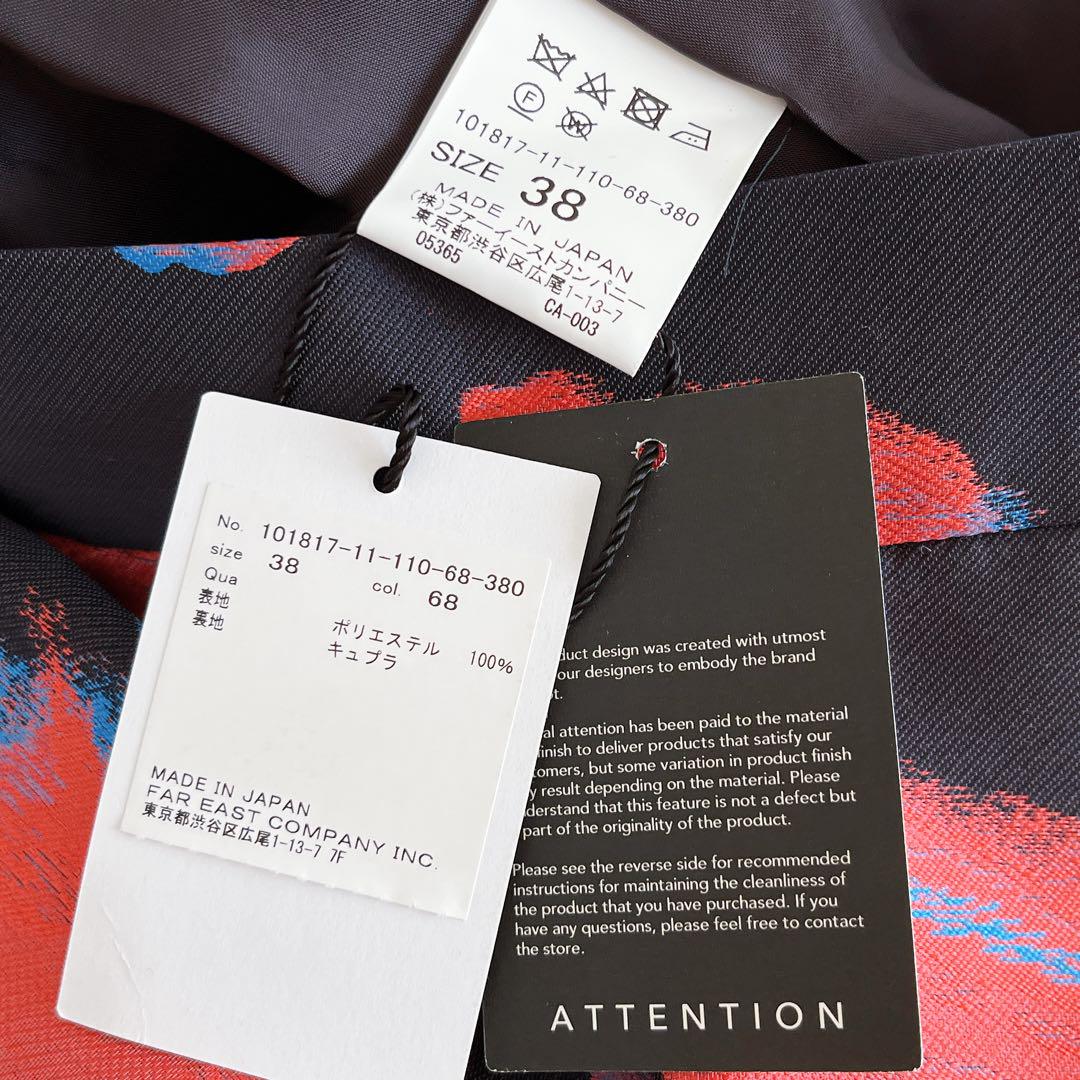 F
W
101817-11-110-68-380
SIZE 38
MADE IN JAPAN
(株)ファーイーストカンパニー
東京都渋谷区広尾1-13-7
05365 CA-003
No. 101817-11-110-68-380
size 38 col. 68
Qua
表地 ポリエステル 100%
裏地 キュプラ
MADE IN JAPAN
FAR EAST COMPANY INC.
東京都渋谷区広尾1-13-7 7F
design was created with utmost
our designers to embody the brand
attention has been paid to the material
finish to deliver products that satisfy our
but some variation in product finish
result depending on the material. Please
that this feature is not a defect but
part of the originality of the product.
Please see the reverse side for recommended
instructions for maintaining the cleanliness of
the product that you have purchased. If you
have any questions, please feel free to contact
the store.
ATTENTION